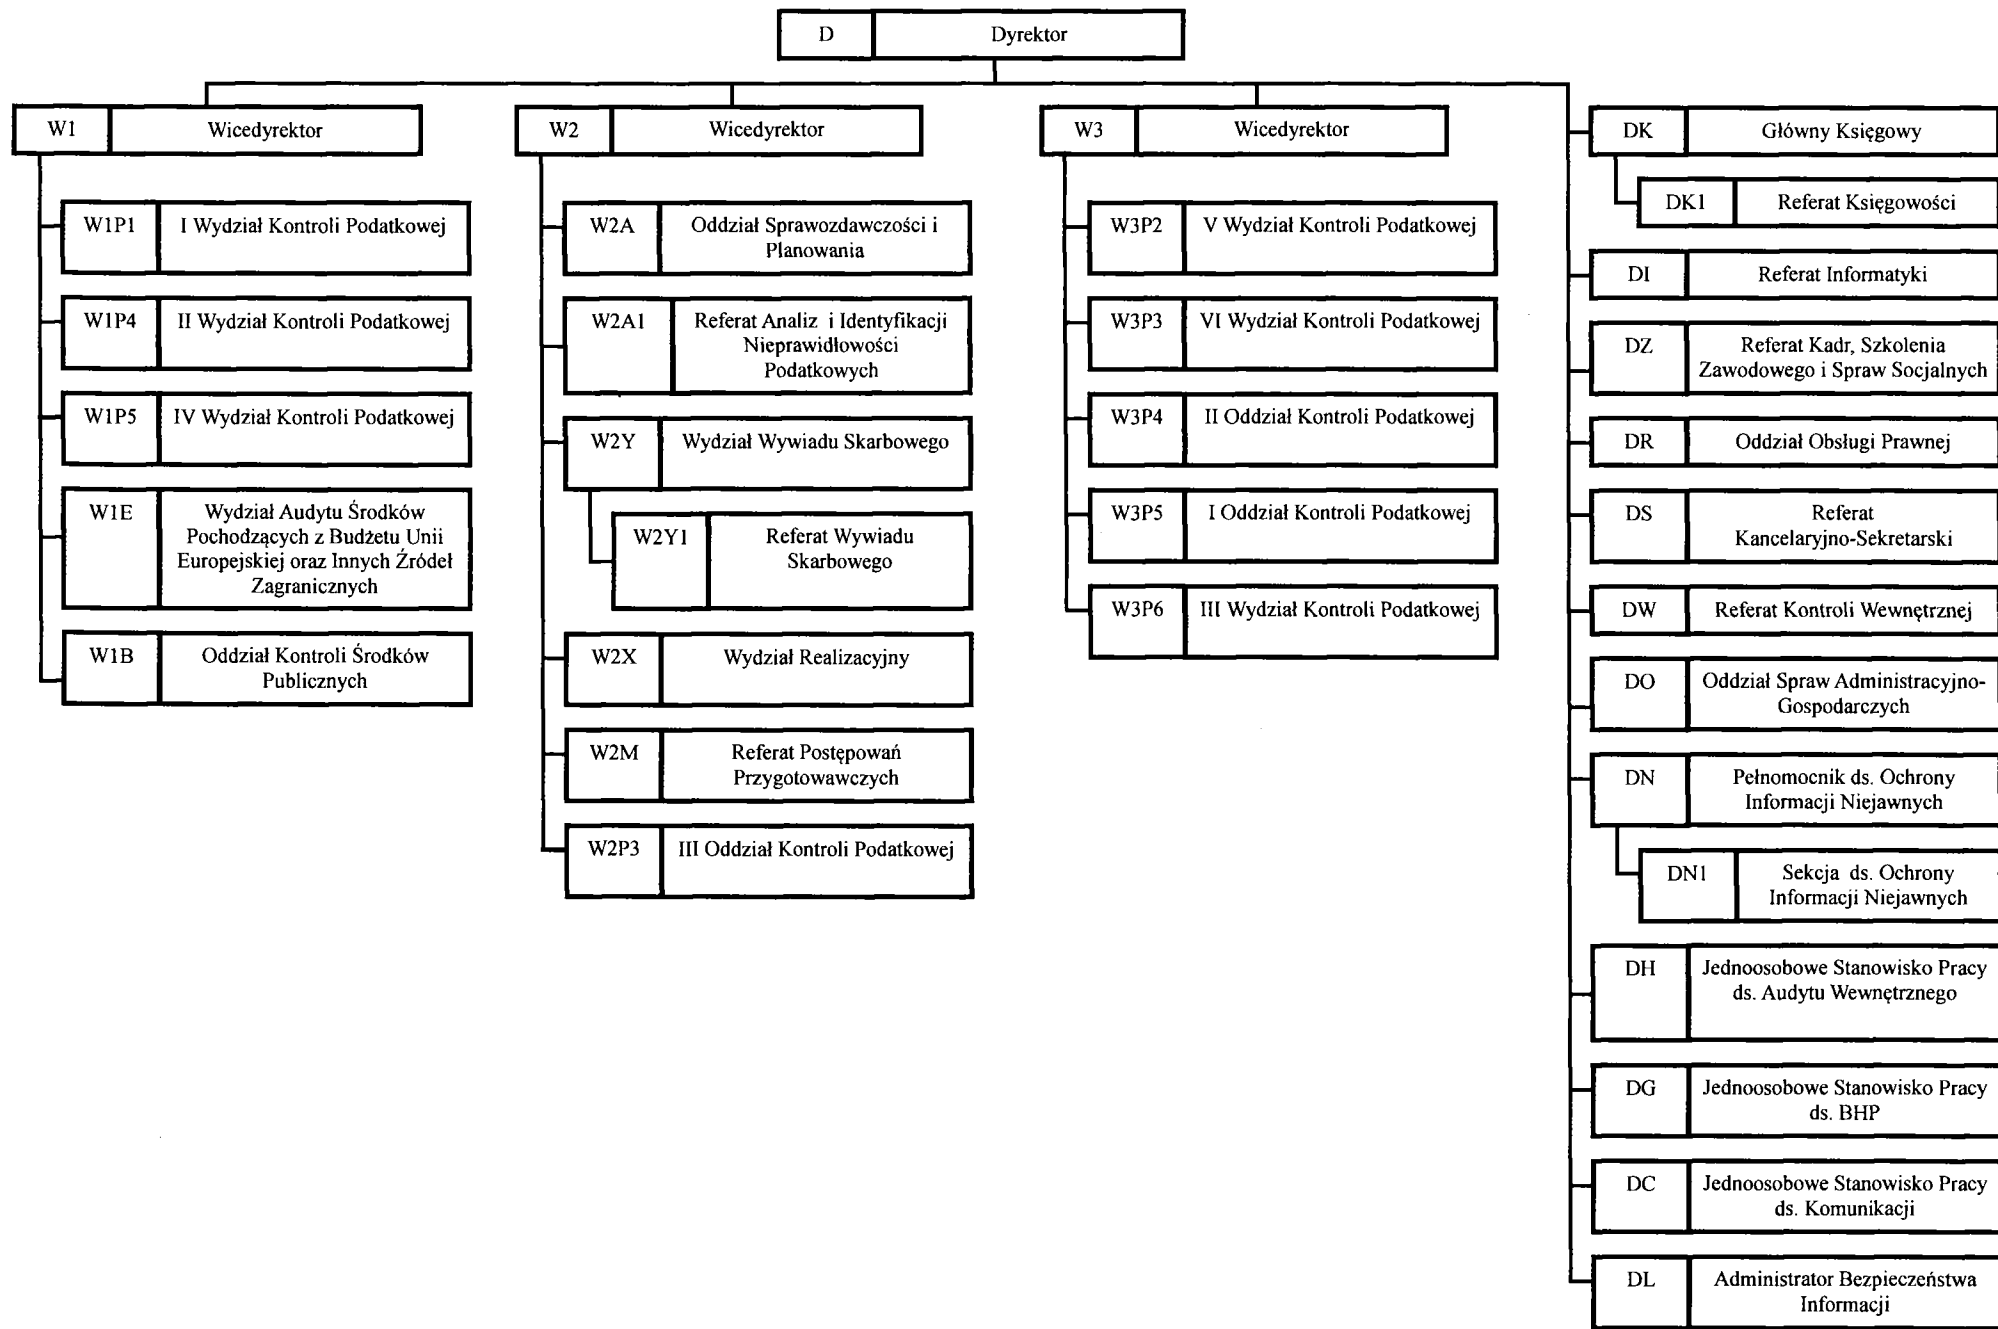 D
Dyrektor
W1
Wicedyrektor
W1P1
I Wydział Kontroli Podatkowej
W1P4
II Wydział Kontroli Podatkowej
W1P5
IV Wydział Kontroli Podatkowej
W1E
Wydział Audytu Środków
Pochodzących z Budżetu Unii
Europejskiej oraz Innych Źródeł
Zagranicznych
W1B
Oddział Kontroli Środków
Publicznych
W2
Wicedyrektor
W2A
Oddział Sprawozdawczości i
Planowania
W2A1
Referat Analiz i Identyfikacji
Nieprawidłowości
Podatkowych
W2Y
Wydział Wywiadu Skarbowego
W2Y1
Referat Wywiadu
Skarbowego
W2X
Wydział Realizacyjny
W2M
Referat Postępowań
Przygotowawczych
W2P3
III Oddział Kontroli Podatkowej
W3
Wicedyrektor
W3P2
V Wydział Kontroli Podatkowej
W3P3
VI Wydział Kontroli Podatkowej
W3P4
II Oddział Kontroli Podatkowej
W3P5
I Oddział Kontroli Podatkowej
W3P6
III Wydział Kontroli Podatkowej
DK
Główny Księgowy
DK1
Referat Księgowości
DI
Referat Informatyki
DZ
Referat Kadr, Szkolenia
Zawodowego i Spraw Socjalnych
DR
Oddział Obsługi Prawnej
DS
Referat
Kancelaryjno-Sekretarski
DW
Referat Kontroli Wewnętrznej
DO
Oddział Spraw Administracyjno-
Gospodarczych
DN
Pełnomocnik ds. Ochrony
Informacji Niejawnych
DN1
Sekcja ds. Ochrony
Informacji Niejawnych
DH
Jednoosobowe Stanowisko Pracy
ds. Audytu Wewnętrznego
DG
Jednoosobowe Stanowisko Pracy
ds. BHP
DC
Jednoosobowe Stanowisko Pracy
ds. Komunikacji
DL
Administrator Bezpieczeństwa
Informacji